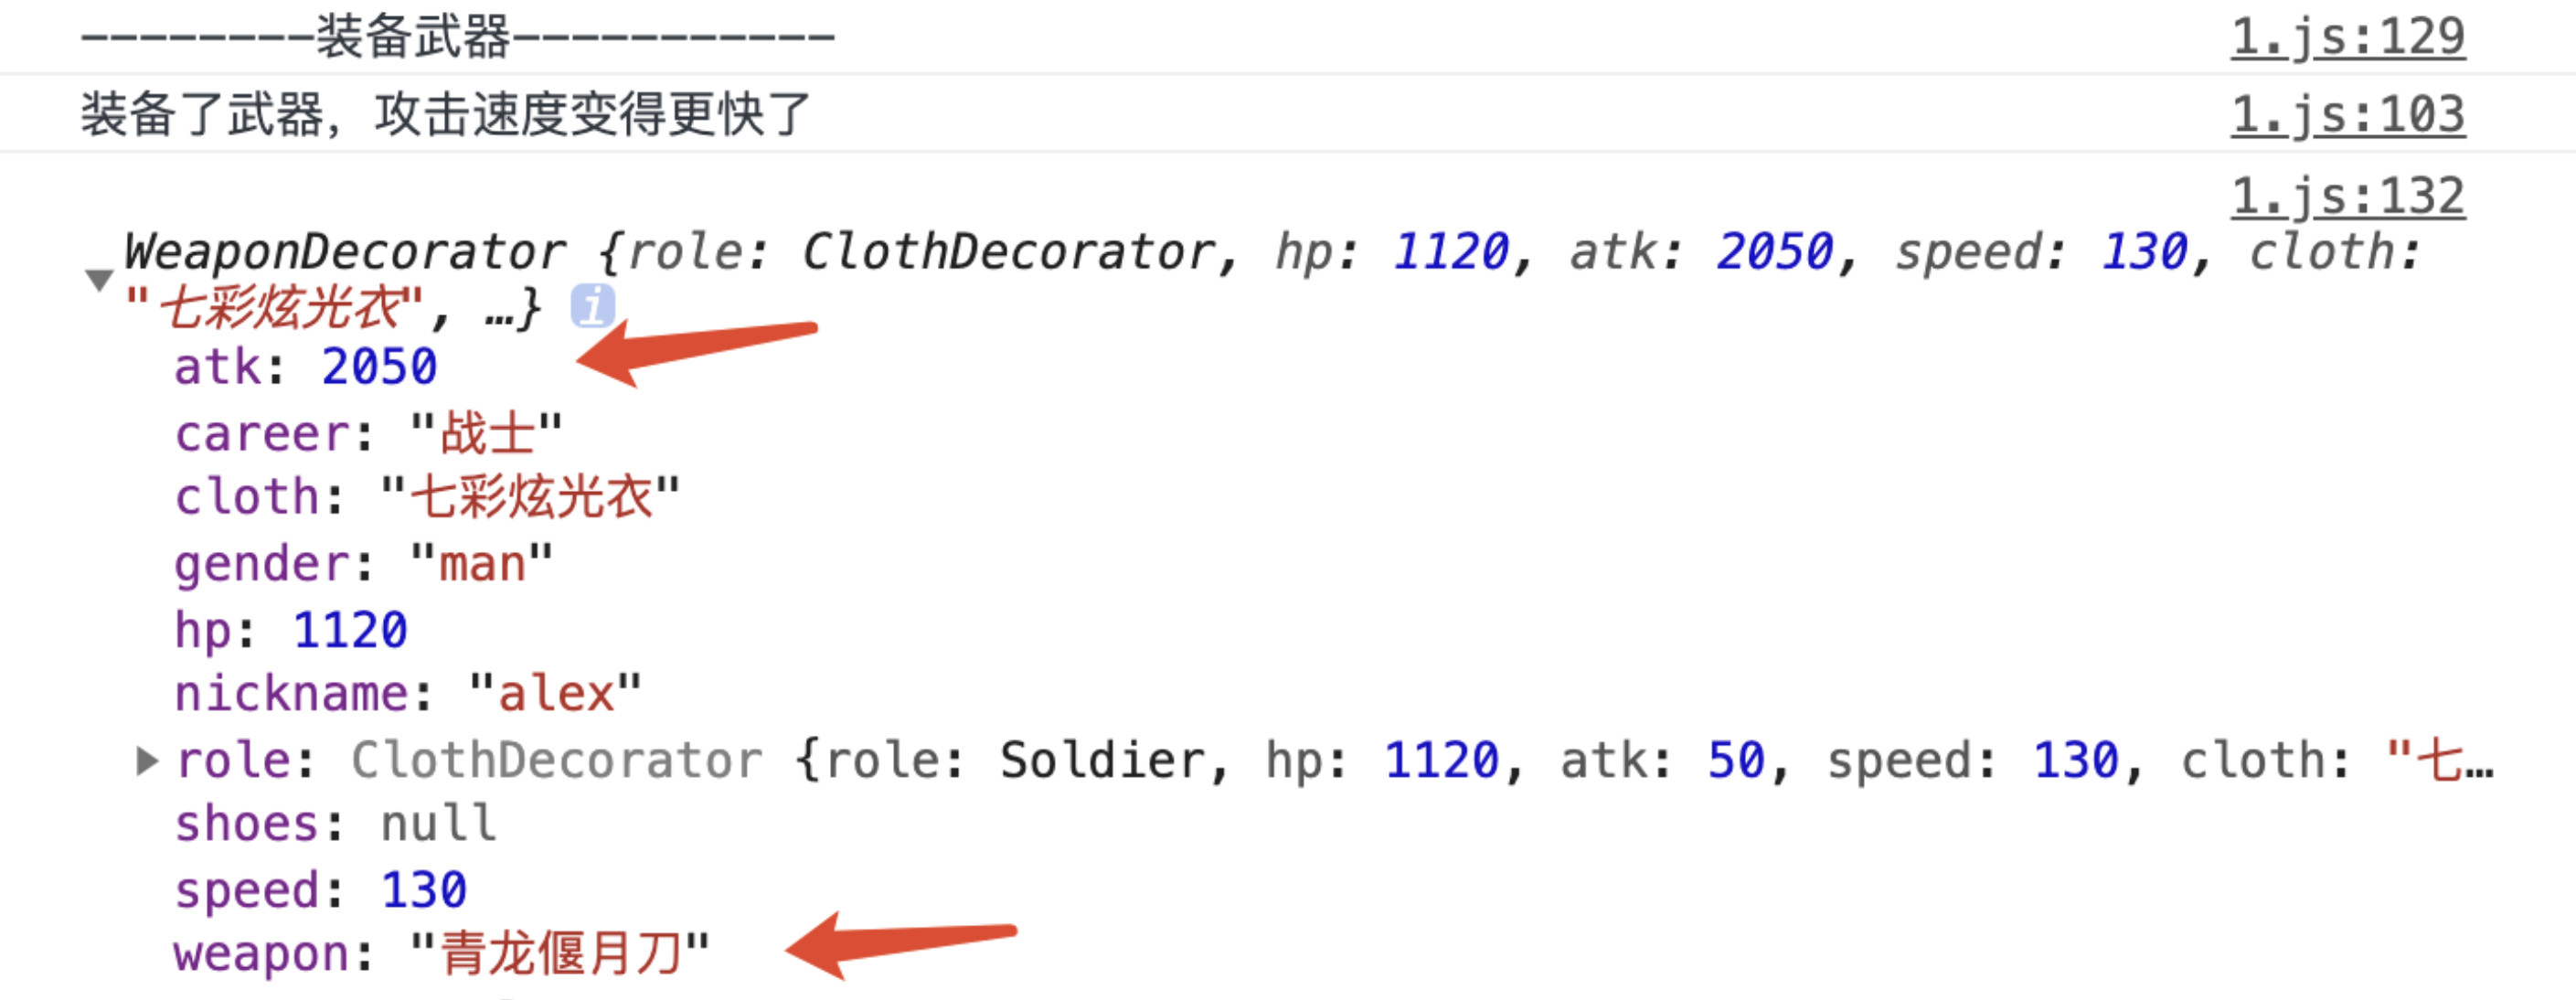 --------装备武器----------- 1.js:129
装备了武器，攻击速度变得更快了 1.js:103
1.js:132
WeaponDecorator {role: ClothDecorator, hp: 1120, atk: 2050, speed: 130, cloth:
"七彩炫光衣", …} i
atk: 2050
career: "战士"
cloth: "七彩炫光衣"
gender: "man"
hp: 1120
nickname: "alex"
role: ClothDecorator {role: Soldier, hp: 1120, atk: 50, speed: 130, cloth: "七…
shoes: null
speed: 130
weapon: "青龙偃月刀"